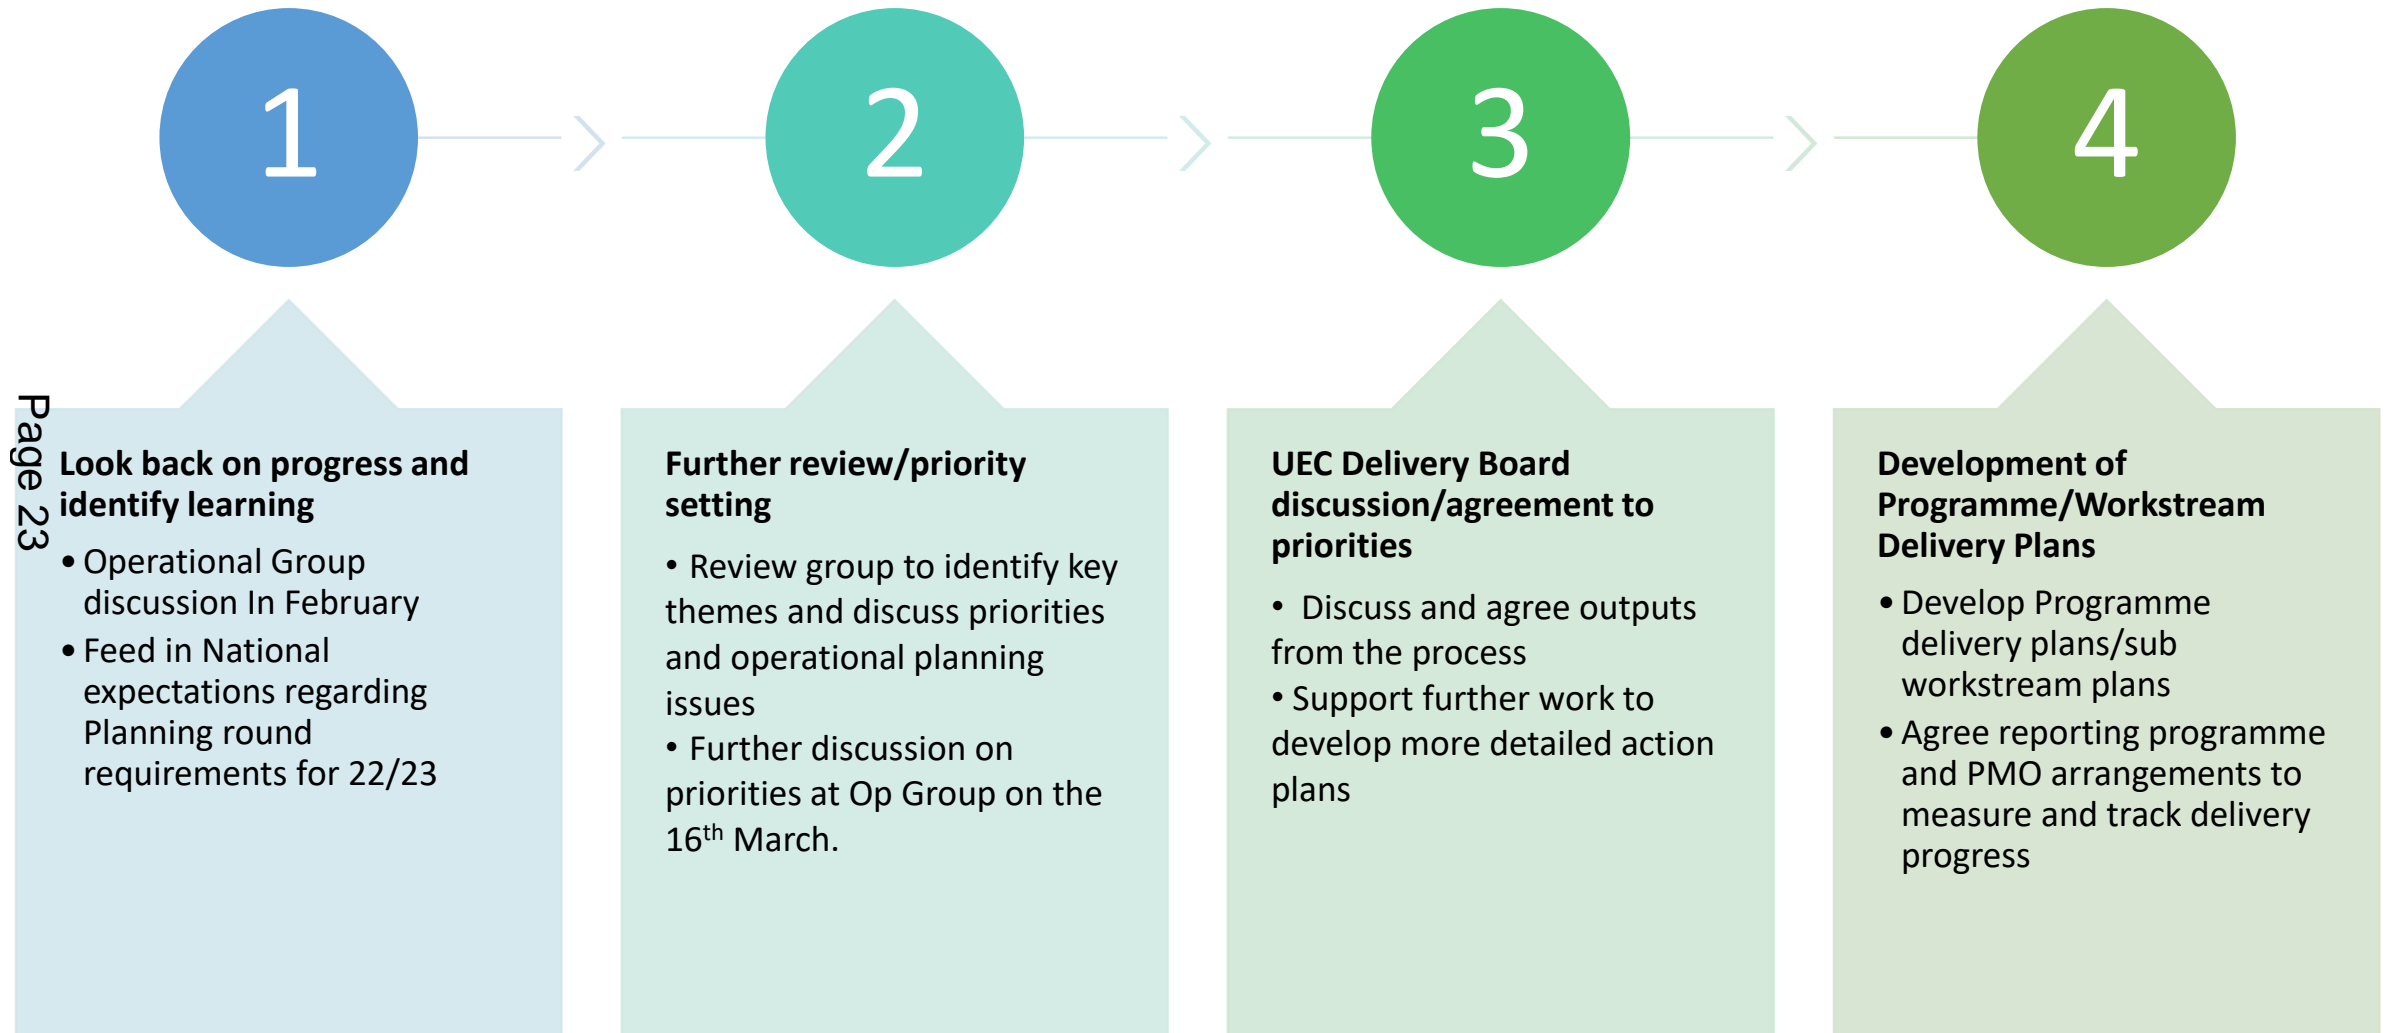 1
2
3
4
Page 23
Look back on progress and
identify learning
• Operational Group
discussion In February
• Feed in National
expectations regarding
Planning round
requirements for 22/23
Further review/priority
setting
• Review group to identify key
themes and discuss priorities
and operational planning
issues
• Further discussion on
priorities at Op Group on the
16th March.
UEC Delivery Board
discussion/agreement to
priorities
• Discuss and agree outputs
from the process
• Support further work to
develop more detailed action
plans
Development of
Programme/Workstream
Delivery Plans
• Develop Programme
delivery plans/sub
workstream plans
• Agree reporting programme
and PMO arrangements to
measure and track delivery
progress